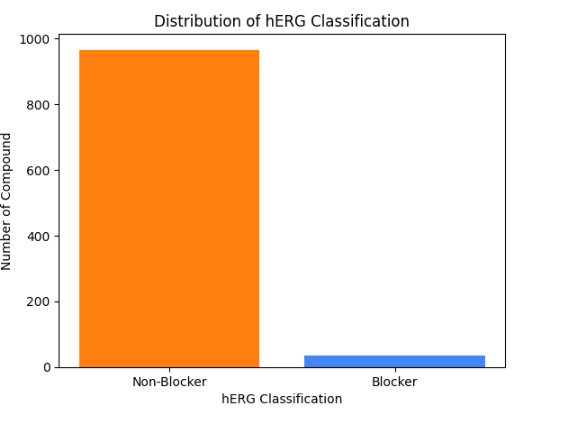 Distribution of hERG Classification
Number of Compound
1000
800
600
400
200
0
Non-Blocker
Blocker
hERG Classification